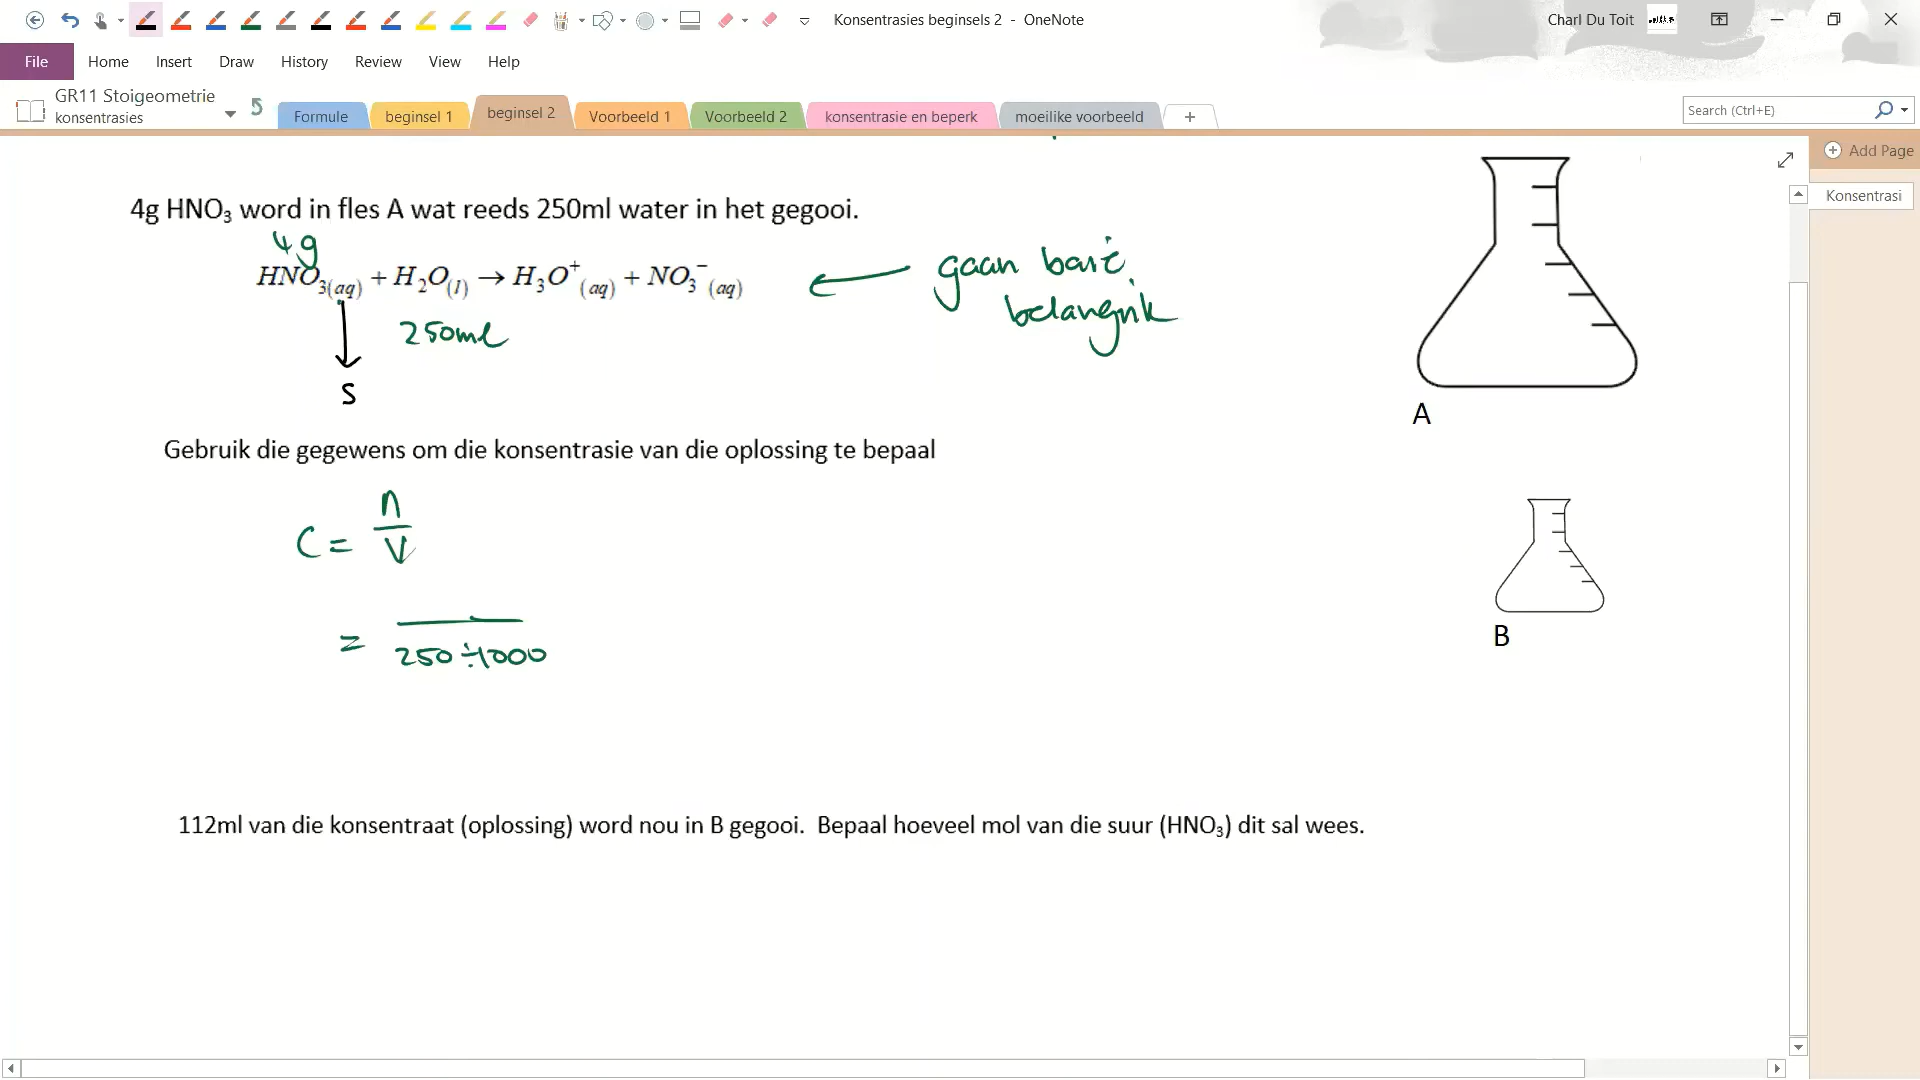 Konsentrasies beginsels 2 - OneNote
Charl Du Toit
File Home Insert Draw History Review View Help
GR11 Stoigeometrie
konsentrasies
Formule beginsel 1 beginsel 2 Voorbeeld 1 Voorbeeld 2 konsentrasie en beperk moeilike voorbeeld +
Search (Ctrl+E)
Add Page
Konsentrasi
4g HNO₃ word in fles A wat reeds 250ml water in het gegooi.
4g
HNO₃(aq) + H₂O(l) → H₃O⁺(aq) + NO₃⁻(aq)
gaan baie
belangrik
250ml
S
A
Gebruik die gegewens om die konsentrasie van die oplossing te bepaal
C = n/V
= /250÷1000
B
112ml van die konsentraat (oplossing) word nou in B gegooi. Bepaal hoeveel mol van die suur (HNO₃) dit sal wees.